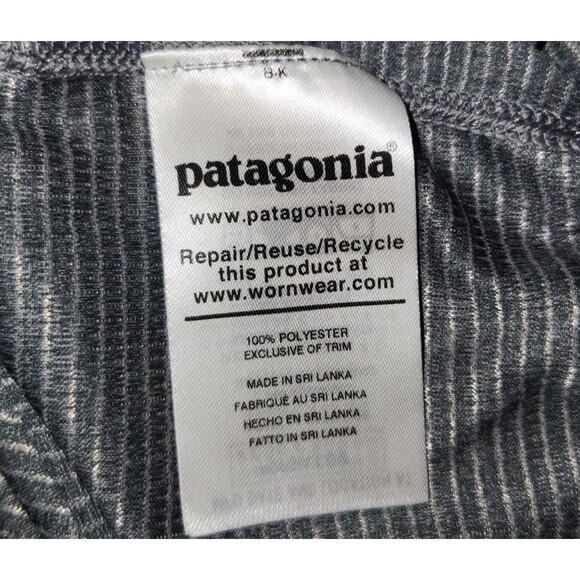 8-K
patagonia®
www.patagonia.com
Repair/Reuse/Recycle
this product at
www.wornwear.com
100% POLYESTER
EXCLUSIVE OF TRIM
MADE IN SRI LANKA
FABRIQUÉ AU SRI LANKA
HECHO EN SRI LANKA
FATTO IN SRI LANKA